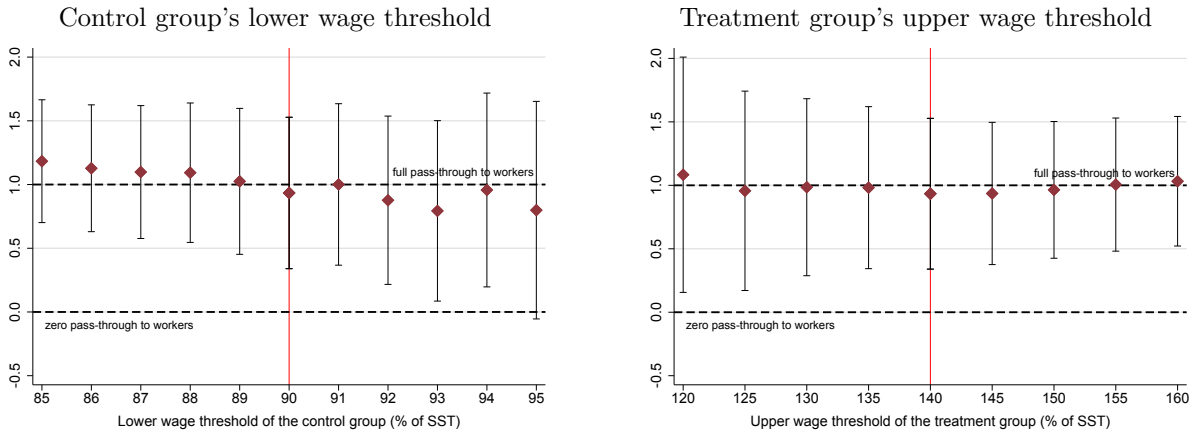 Control group's lower wage threshold
2.0
1.5
1.0
0.5
0.0
-0.5
full pass-through to workers
zero pass-through to workers
85 86 87 88 89 90 91 92 93 94 95
Lower wage threshold of the control group (% of SST)
Treatment group's upper wage threshold
2.0
1.5
1.0
0.5
0.0
-0.5
full pass-through to workers
zero pass-through to workers
120 125 130 135 140 145 150 155 160
Upper wage threshold of the treatment group (% of SST)